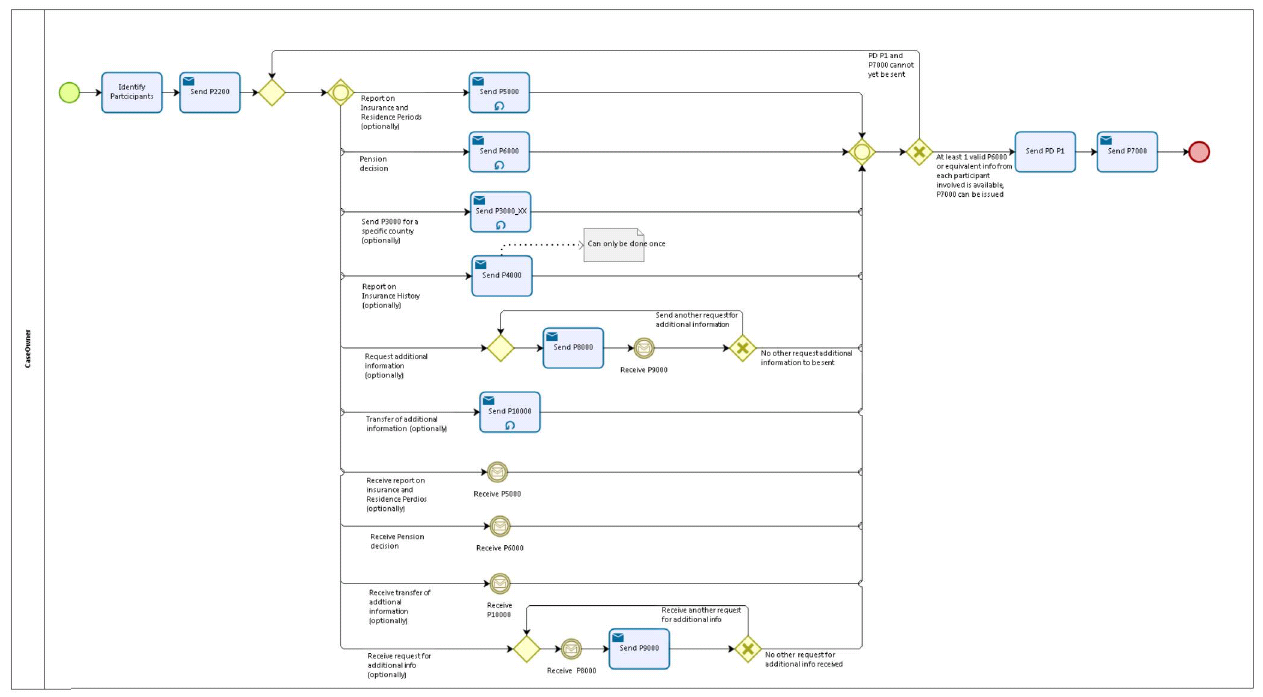 PD P1 and
P7000 cannot
yet be sent
Identify
Participants
Send P2200
Send P5000
Report on
Insurance and
Residence Periods
(optionally)
Send P6000
Pension
decision
At least 1 valid P6000
or equivalent info from
each participant
involved is available,
P7000 can be issued
Send PD P1
Send P7000
Send P3000_XX
Send P3000 for a
specific country
(optionally)
Can only be done once
Send P4000
Report on
Insurance History
(optionally)
Send another request for
additional information
CaseOwner
Send P8000
Receive P9000
Request additional
information
(optionally)
No other request additional
information to be sent
Send P10000
Transfer of additional
information (optionally)
Receive report on
insurance and
Residence Perdios
(optionally)
Receive P5000
Receive Pension
decision
Receive P6000
Receive transfer of
addtional
information
(optionally)
Receive
P10000
Receive another request
for additional info
Send P9000
Receive request for
additional info
(optionally)
Receive P8000
No other request for
additional info received